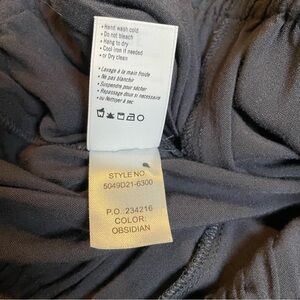 • Hand wash cold
• Do not bleach
• Hang to dry
• Cool iron if needed
• or Dry clean
• Lavage à la main froide
• Ne pas blanchir
• Suspendre pour sécher
• Repassage doux si necessaire
• ou Nettoyer à sec
STYLE NO.
5049D21-6300
P.O.:234216
COLOR:
OBSIDIAN